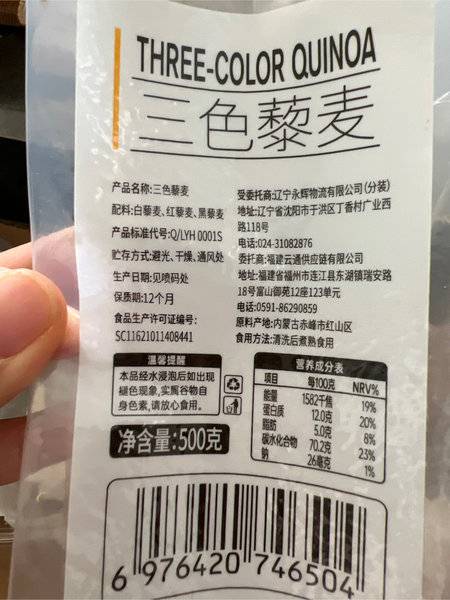 THREE-COLOR QUINOA
三色藜麦
产品名称:三色藜麦
配料:白藜麦、红藜麦、黑藜麦
产品标准代号:Q/LYH 0001S
贮存方式:避光、干燥、通风处
生产日期:见喷码处
保质期:12个月
食品生产许可证编号:
SC11621011408441
受委托商:辽宁永辉物流有限公司(分装)
地址:辽宁省沈阳市于洪区丁香村广业西
路118号
电话:024-31082876
委托商:福建云通供应链有限公司
地址:福建省福州市连江县东湖镇瑞安路
18号富山御苑12座123单元
电话:0591-86290859
原料产地:内蒙古赤峰市红山区
食用方法:清洗后煮熟食用
温馨提醒
本品经水浸泡后如出现
褪色现象,实属谷物自
身色素,请放心食用。
净含量:500克
营养成分表
项目 每100克 NRV%
能量 1582千焦 19%
蛋白质 12.0克 20%
脂肪 5.0克 8%
碳水化合物 70.2克 23%
钠 26毫克 1%
6 976420 746504